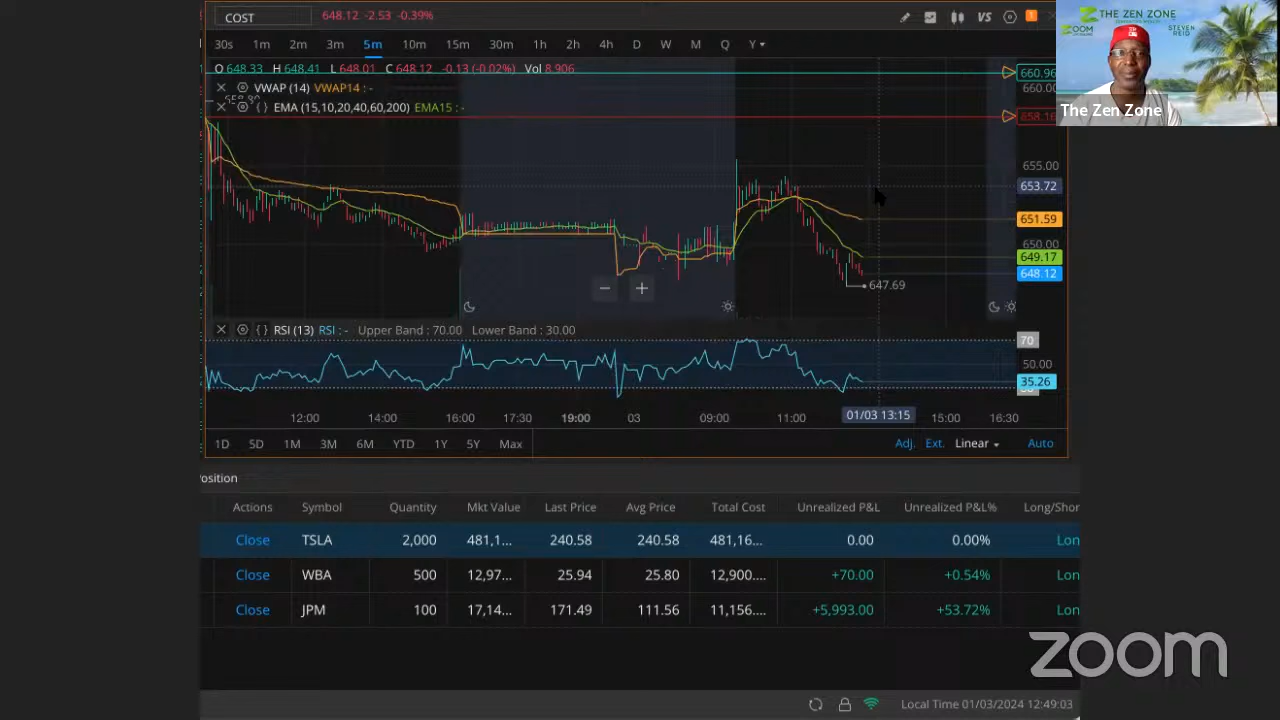 COST 648.12 -2.53 -0.39% VS 1
30s 1m 2m 3m 5m 10m 15m 30m 1h 2h 4h D W M Q Y
O 648.33 H 648.41 L 648.01 C 648.12 -0.13 (-0.02%) Vol 8,906
VWAP (14) VWAP14 : -
EMA (15,10,20,40,60,200) EMA15 : -
660.96
660.00
658.16
655.00
653.72
651.59
650.00
649.17
648.12
647.69
RSI (13) RSI : - Upper Band : 70.00 Lower Band : 30.00
70
50.00
35.26
12:00 14:00 16:00 17:30 19:00 03 09:00 11:00 01/03 13:15 15:00 16:30
1D 5D 1M 3M 6M YTD 1Y 5Y Max Adj. Ext. Linear Auto
osition
Actions Symbol Quantity Mkt Value Last Price Avg Price Total Cost Unrealized P&L Unrealized P&L% Long/Shor
Close TSLA 2,000 481,1... 240.58 240.58 481,16... 0.00 0.00% Lon
Close WBA 500 12,97... 25.94 25.80 12,900.... +70.00 +0.54% Lon
Close JPM 100 17,14... 171.49 111.56 11,156.... +5,993.00 +53.72% Lon
Local Time 01/03/2024 12:49:03
THE ZEN ZONE
ZOOM
STEVEN REID
The Zen Zone
zoom